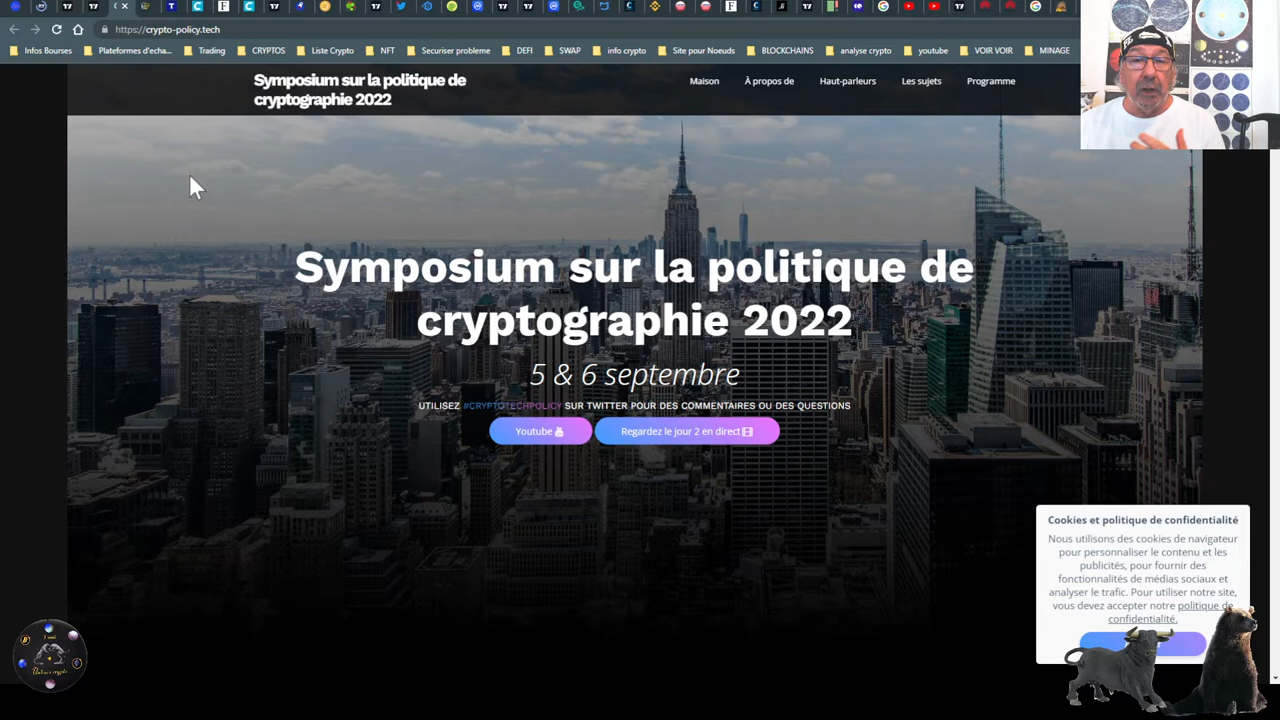 https://crypto-policy.tech
Infos Bourses Plateformes d'echa... Trading CRYPTOS Liste Crypto NFT Securiser probleme DEFI SWAP info crypto Site pour Noeuds BLOCKCHAINS analyse crypto youtube VOIR VOIR MINAGE
Symposium sur la politique de
cryptographie 2022
Maison À propos de Haut-parleurs Les sujets Programme
Symposium sur la politique de
cryptographie 2022
5 & 6 septembre
UTILISEZ #CRYPTOTECHPOLICY SUR TWITTER POUR DES COMMENTAIRES OU DES QUESTIONS
Youtube Regardez le jour 2 en direct
Cookies et politique de confidentialité
Nous utilisons des cookies de navigateur
pour personnaliser le contenu et les
publicités, pour fournir des
fonctionnalités de médias sociaux et
analyser le trafic. Pour utiliser notre site,
vous devez accepter notre politique de
confidentialité.